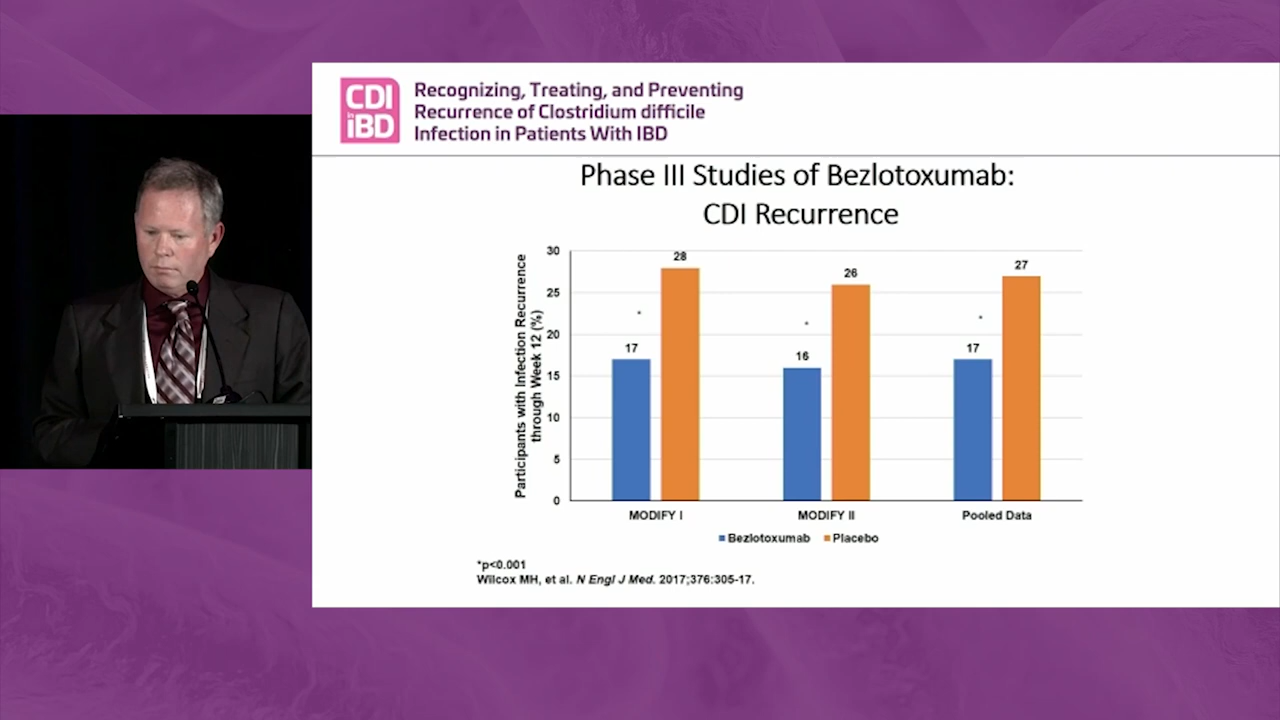 CDI
in
IBD
Recognizing, Treating, and Preventing
Recurrence of Clostridium difficile
Infection in Patients With IBD
Phase III Studies of Bezlotoxumab:
CDI Recurrence
Participants with Infection Recurrence
through Week 12 (%)
30
25
20
15
10
5
0
17
*
28
16
*
26
17
*
27
MODIFY I
MODIFY II
Pooled Data
Bezlotoxumab
Placebo
*p<0.001
Wilcox MH, et al. N Engl J Med. 2017;376:305-17.